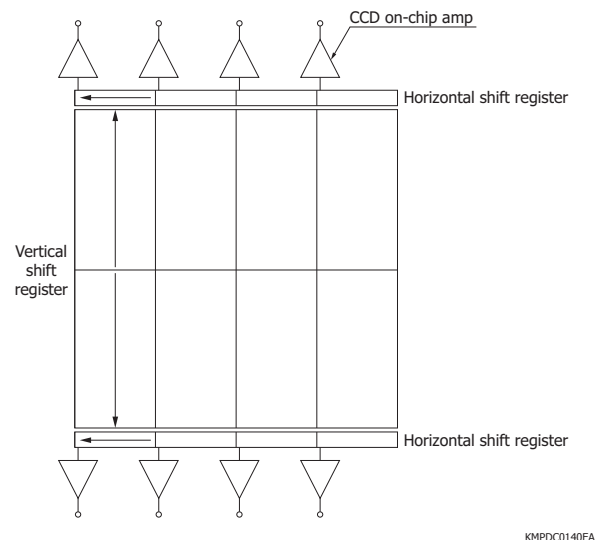 CCD on-chip amp
Horizontal shift register
Vertical
shift
register
Horizontal shift register
KMPDC0140EA